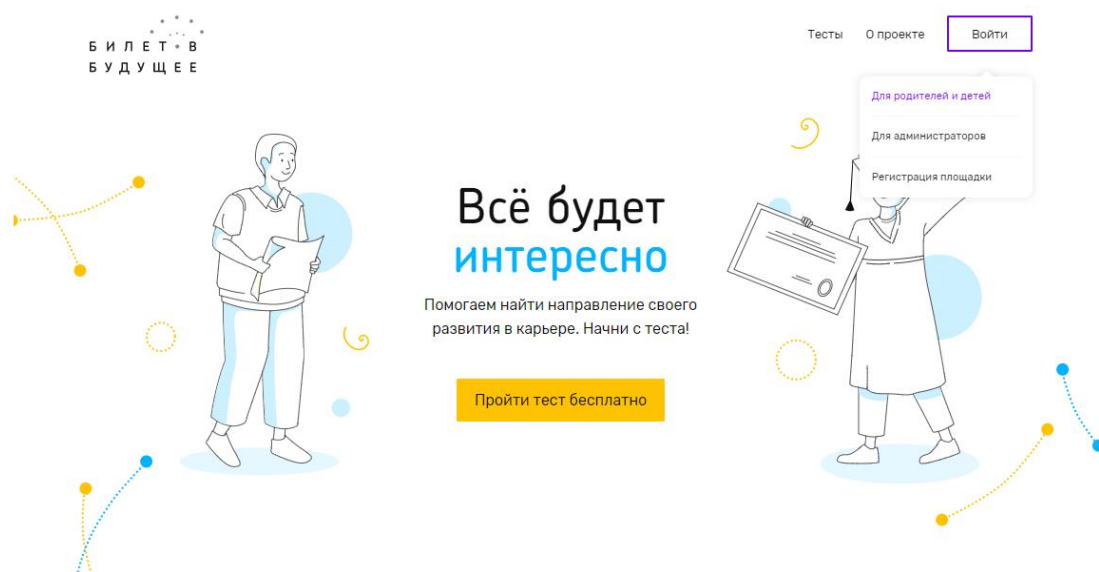 БИЛЕТ В
БУДУЩЕЕ
Тесты О проекте Войти
Для родителей и детей
Для администраторов
Регистрация площадки
Всё будет
интересно
Помогаем найти направление своего
развития в карьере. Начни с теста!
Пройти тест бесплатно